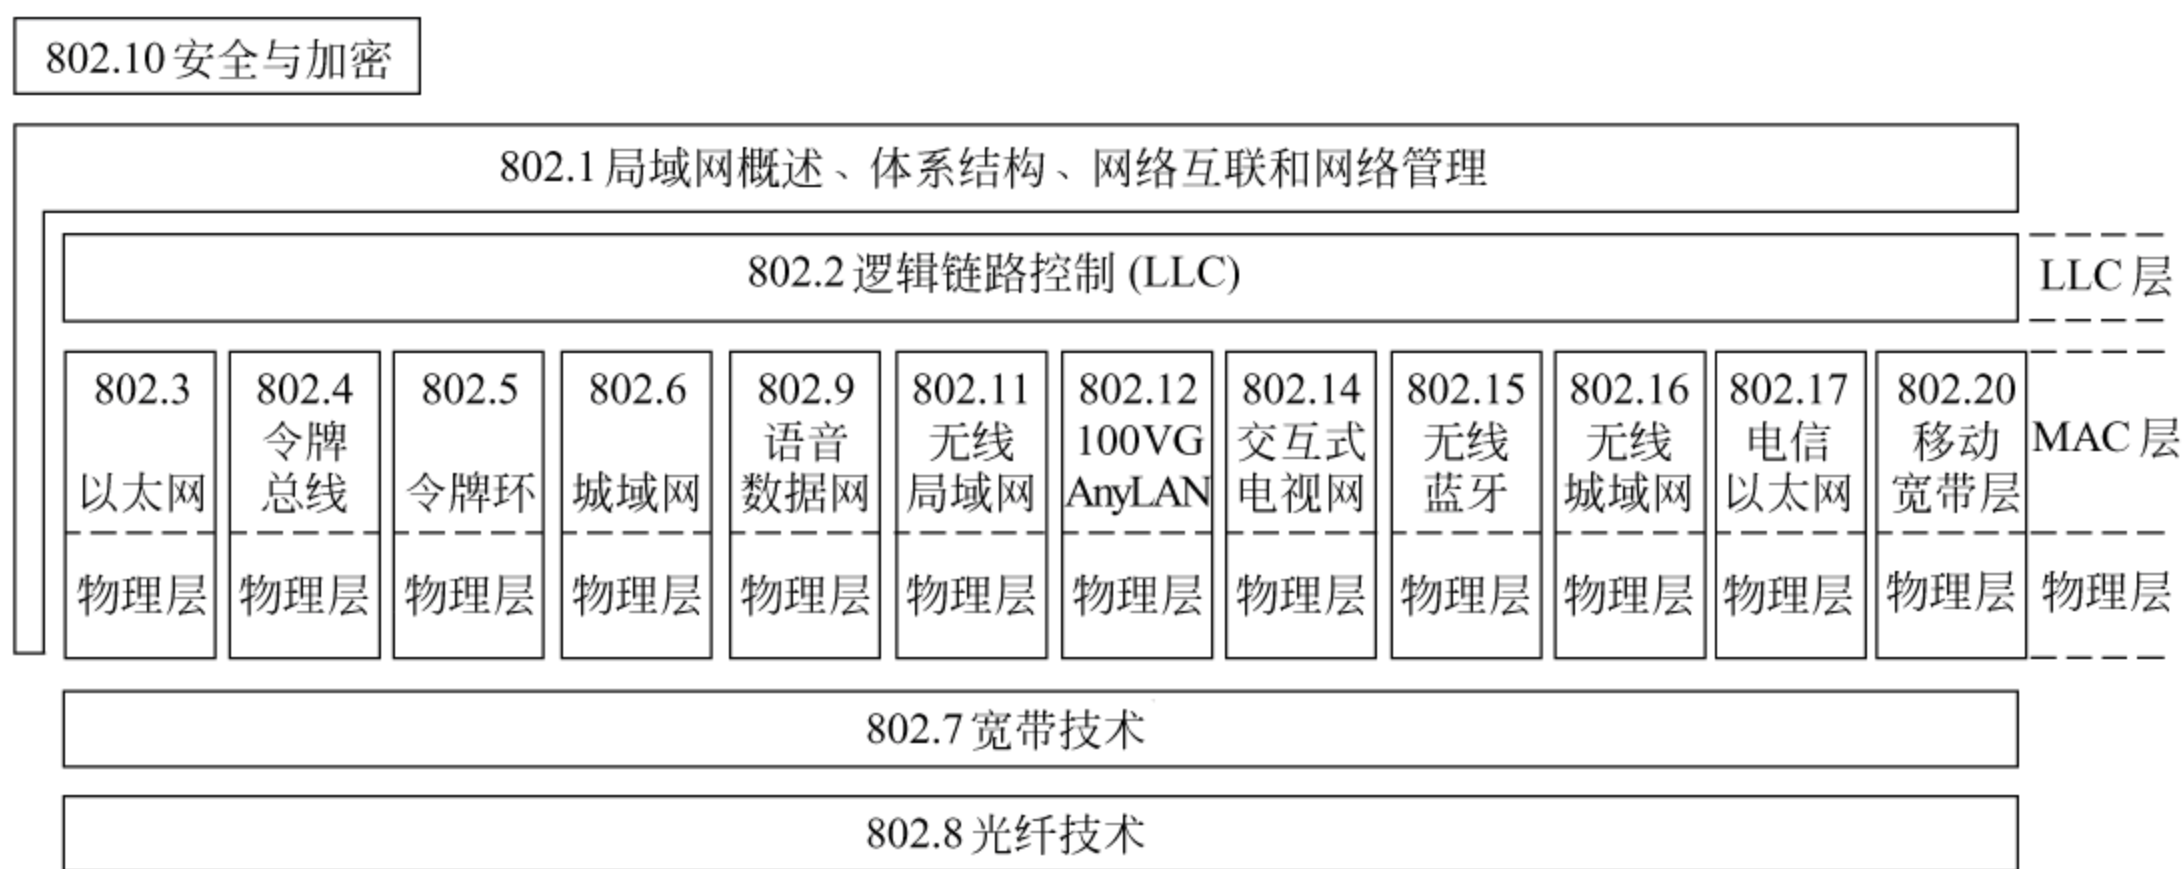 802.10安全与加密
802.1局域网概述、体系结构、网络互联和网络管理
802.2逻辑链路控制 (LLC)
LLC层
802.3
以太网
物理层
802.4
令牌
总线
物理层
802.5
令牌环
物理层
802.6
城域网
物理层
802.9
语音
数据网
物理层
802.11
无线
局域网
物理层
802.12
100VG
AnyLAN
物理层
802.14
交互式
电视网
物理层
802.15
无线
蓝牙
物理层
802.16
无线
城域网
物理层
802.17
电信
以太网
物理层
802.20
移动
宽带层
物理层
MAC层
物理层
802.7宽带技术
802.8光纤技术